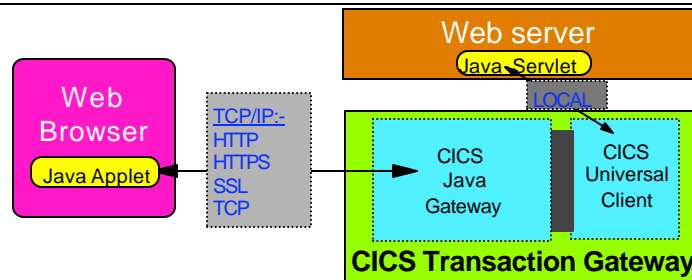 Web server
Java Servlet
LOCAL
Web
Browser
Java Applet
TCP/IP:-
HTTP
HTTPS
SSL
TCP
CICS
Java
Gateway
CICS
Universal
Client
CICS Transaction Gateway